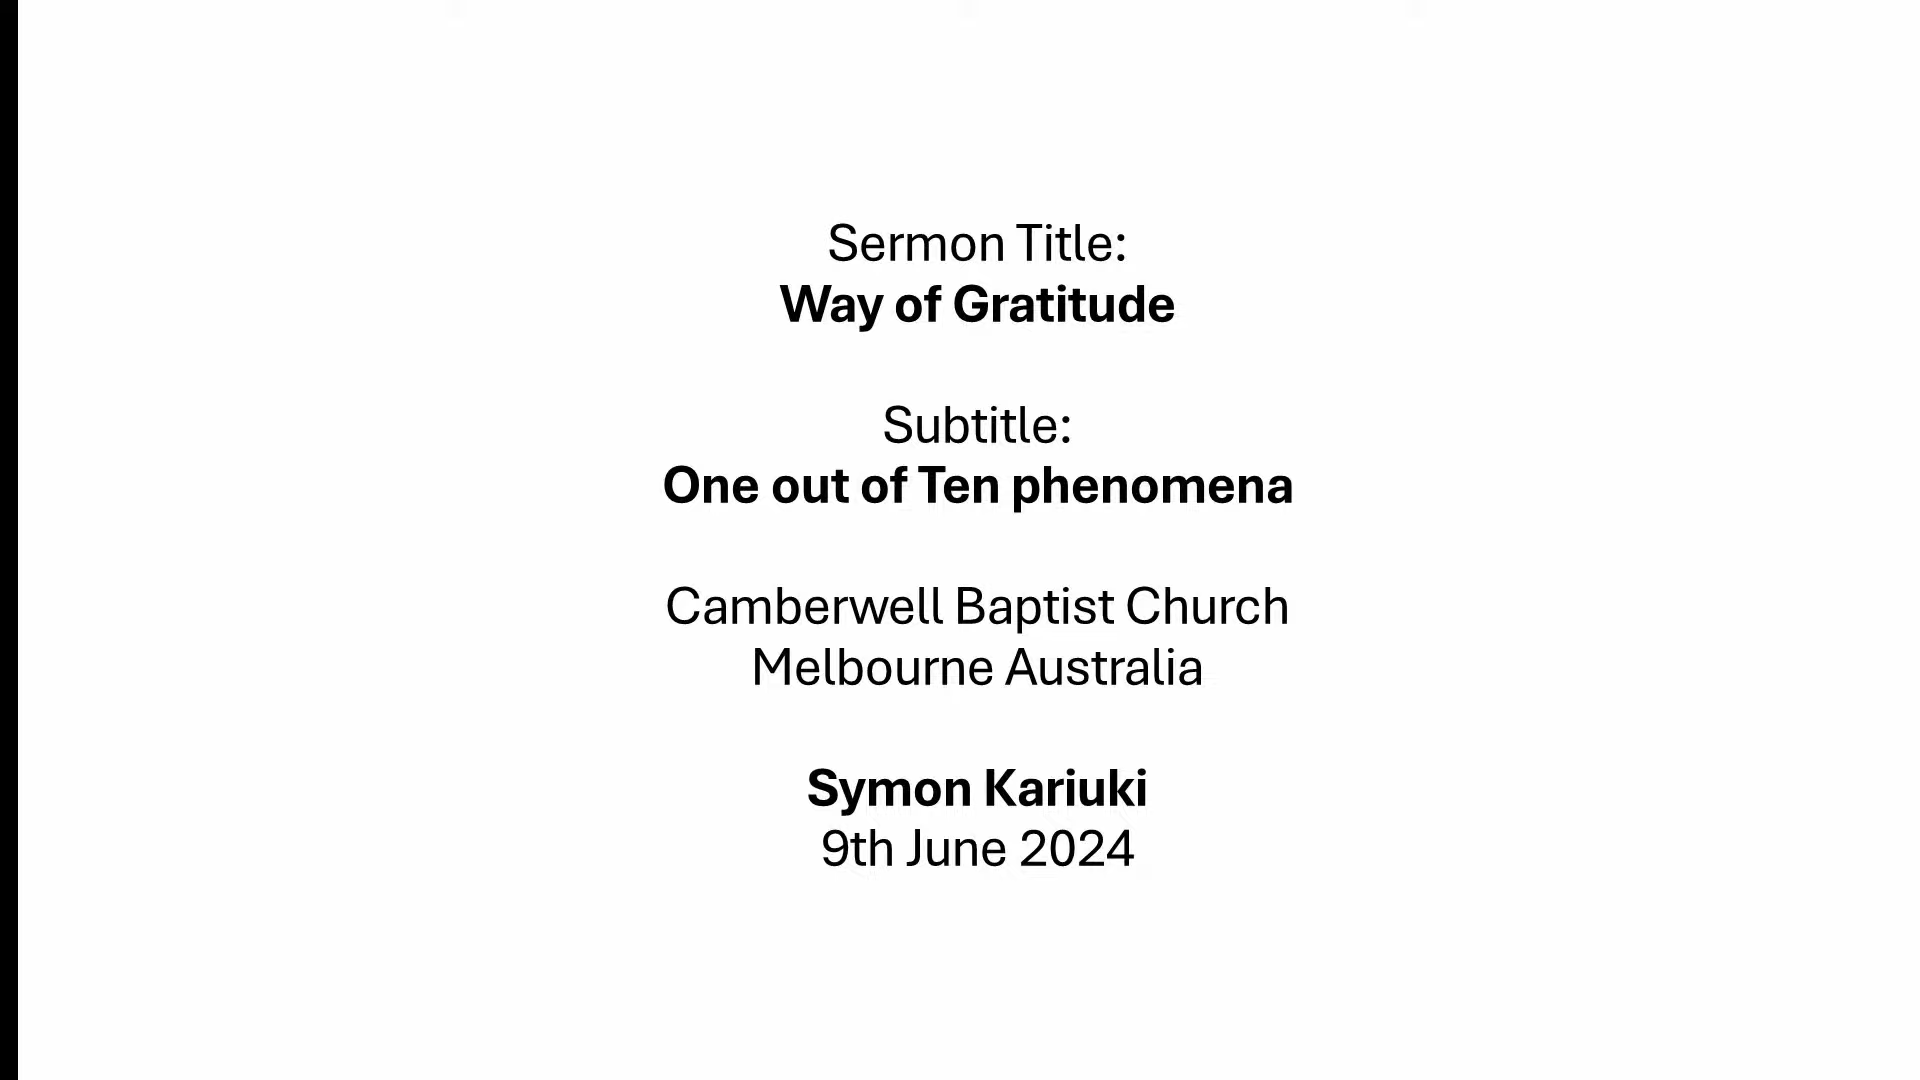 Sermon Title:
Way of Gratitude
Subtitle:
One out of Ten phenomena
Camberwell Baptist Church
Melbourne Australia
Symon Kariuki
9th June 2024